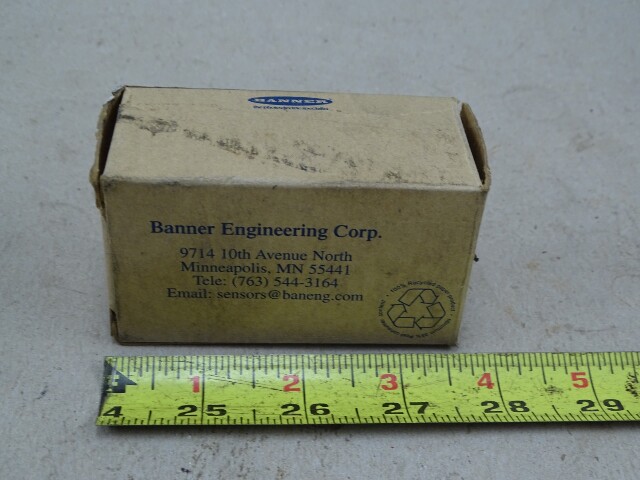 BANNER
Banner Engineering Corp.
9714 10th Avenue North
Minneapolis, MN 55441
Tele: (763) 544-3164
Email: sensors@baneng.com
1 2 3 4 5
4 25 26 27 28 29